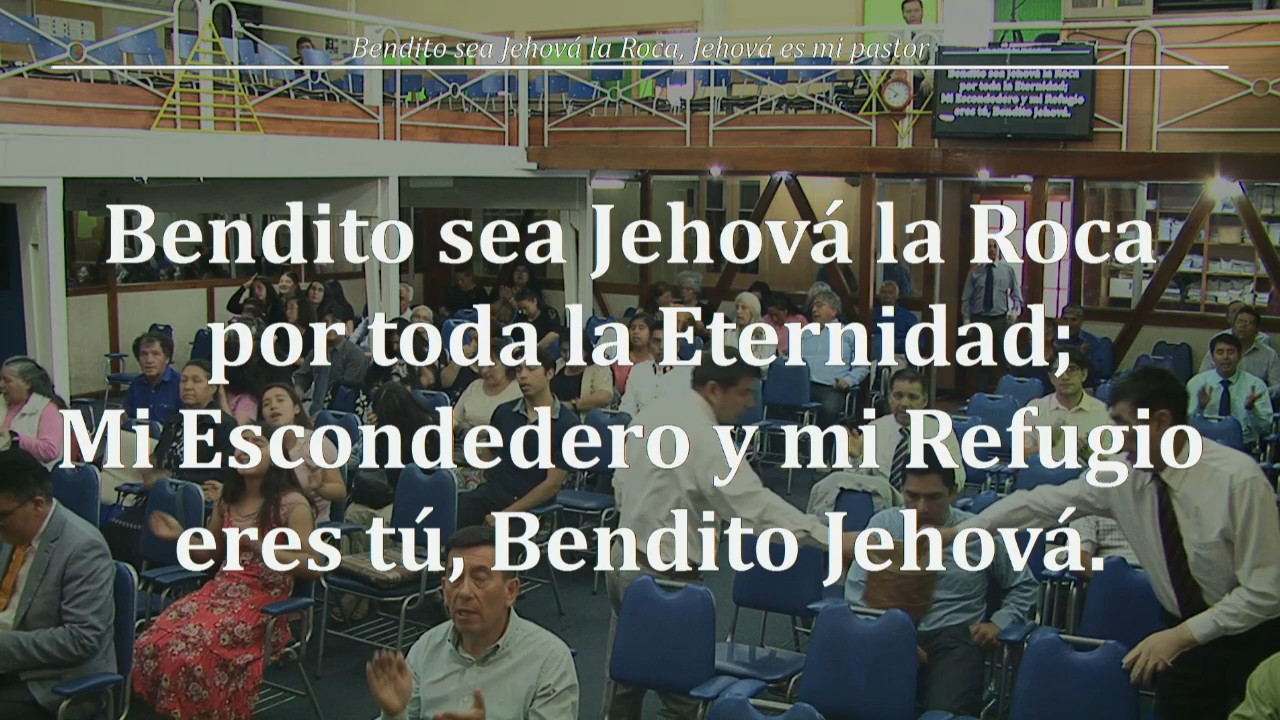 Bendito sea Jehová la Roca, Jehová es mi pastor
Bendito sea Jehová la Roca
por toda la Eternidad;
Mi Escondedero y mi Refugio
eres tú, Bendito Jehová.
Bendito sea Jehová la Roca
por toda la Eternidad;
Mi Escondedero y mi Refugio
eres tú, Bendito Jehová.